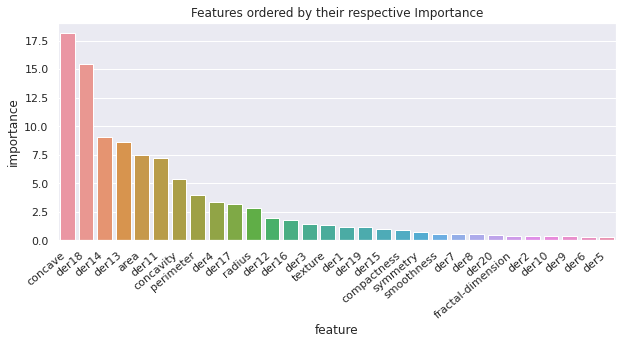 Features ordered by their respective Importance
importance
17.5
15.0
12.5
10.0
7.5
5.0
2.5
0.0
concave
der18
der14
der13
area
der11
concavity
perimeter
der4
der17
radius
der12
der16
der3
texture
der1
der19
der15
compactness
symmetry
smoothness
der7
der8
der20
fractal-dimension
der2
der10
der9
der6
der5
feature